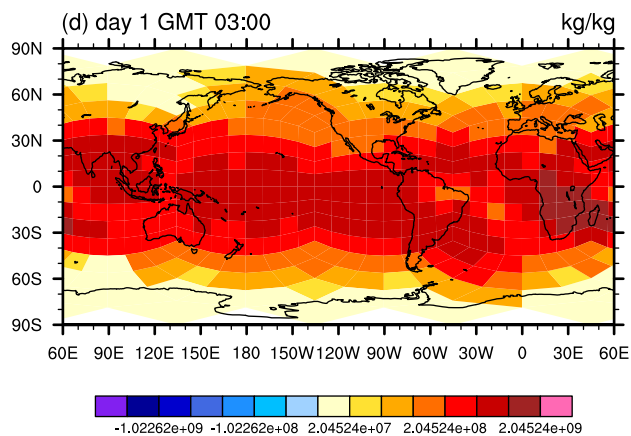 (d) day 1 GMT 03:00 kg/kg
90N
60N
30N
0
30S
60S
90S
60E 90E 120E 150E 180 150W 120W 90W 60W 30W 0 30E 60E
-1.02262e+09 -1.02262e+08 2.04524e+07 2.04524e+08 2.04524e+09